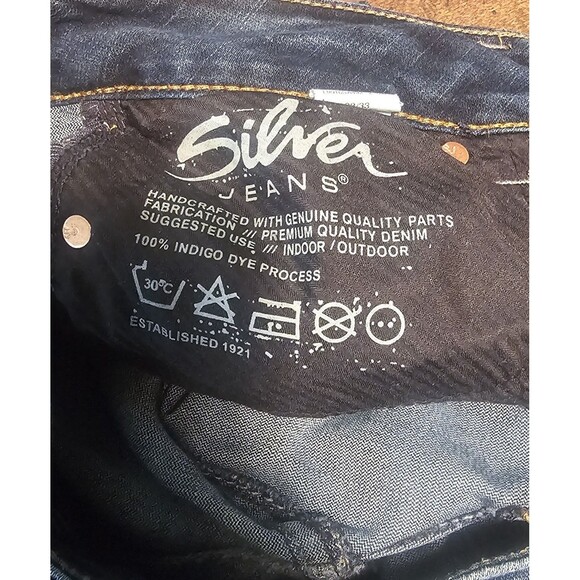 Silver
JEANS®
HANDCRAFTED WITH GENUINE QUALITY PARTS
FABRICATION /// PREMIUM QUALITY DENIM
SUGGESTED USE /// INDOOR / OUTDOOR
100% INDIGO DYE PROCESS
30°C
ESTABLISHED 1921